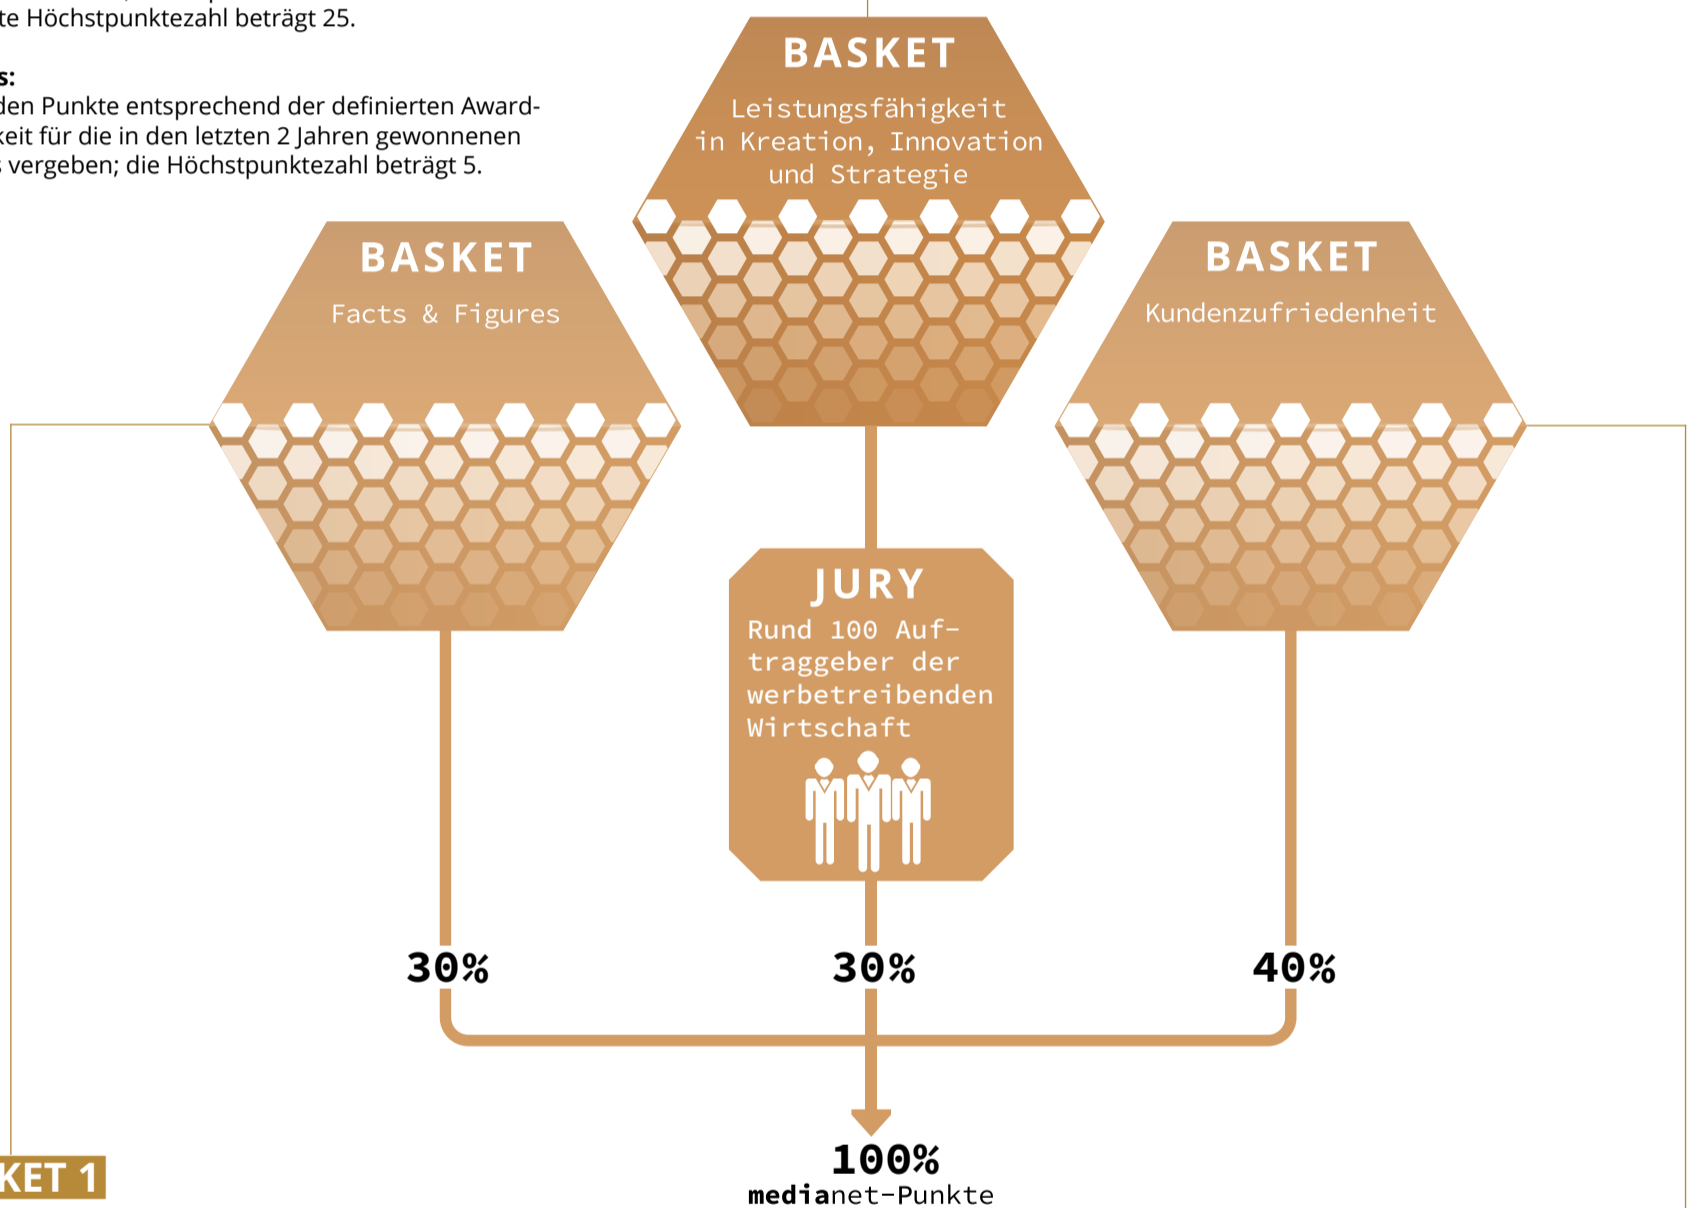 te Höchstpunktezahl beträgt 25.
s:
den Punkte entsprechend der definierten Award-
keit für die in den letzten 2 Jahren gewonnenen
s vergeben; die Höchstpunktezahl beträgt 5.
BASKET
Leistungsfähigkeit
in Kreation, Innovation
und Strategie
BASKET
Facts & Figures
BASKET
Kundenzufriedenheit
JURY
Rund 100 Auf-
traggeber der
werbetreibenden
Wirtschaft
30%
30%
40%
100%
medianet-Punkte
KET 1